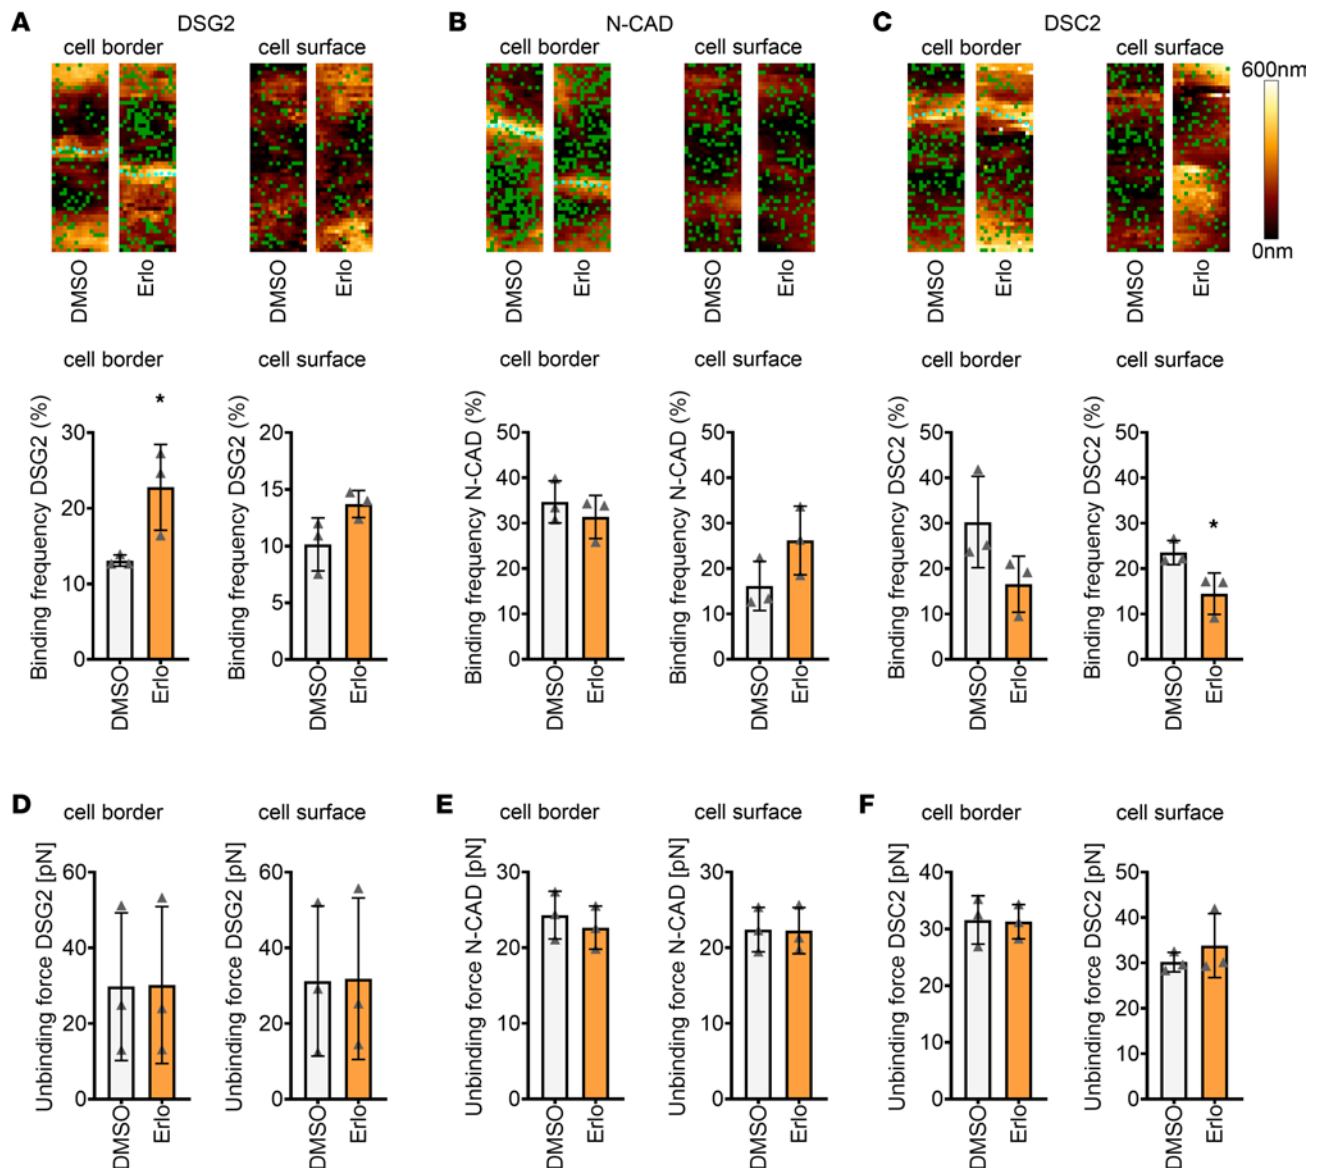 A DSG2 B N-CAD C DSC2
cell border cell surface cell border cell surface cell border cell surface
600nm
0nm
DMSO Erlo DMSO Erlo DMSO Erlo DMSO Erlo DMSO Erlo DMSO Erlo
cell border cell surface cell border cell surface cell border cell surface
Binding frequency DSG2 (%)
30
20
10
0
*
DMSO Erlo
Binding frequency DSG2 (%)
20
15
10
5
0
DMSO Erlo
Binding frequency N-CAD (%)
50
40
30
20
10
0
DMSO Erlo
Binding frequency N-CAD (%)
50
40
30
20
10
0
DMSO Erlo
Binding frequency DSC2 (%)
50
40
30
20
10
0
DMSO Erlo
Binding frequency DSC2 (%)
50
40
30
20
10
0
*
DMSO Erlo
D cell border cell surface E cell border cell surface F cell border cell surface
Unbinding force DSG2 [pN]
60
40
20
0
DMSO Erlo
Unbinding force DSG2 [pN]
60
40
20
0
DMSO Erlo
Unbinding force N-CAD [pN]
30
20
10
0
DMSO Erlo
Unbinding force N-CAD [pN]
30
20
10
0
DMSO Erlo
Unbinding force DSC2 [pN]
40
30
20
10
0
DMSO Erlo
Unbinding force DSC2 [pN]
50
40
30
20
10
0
DMSO Erlo